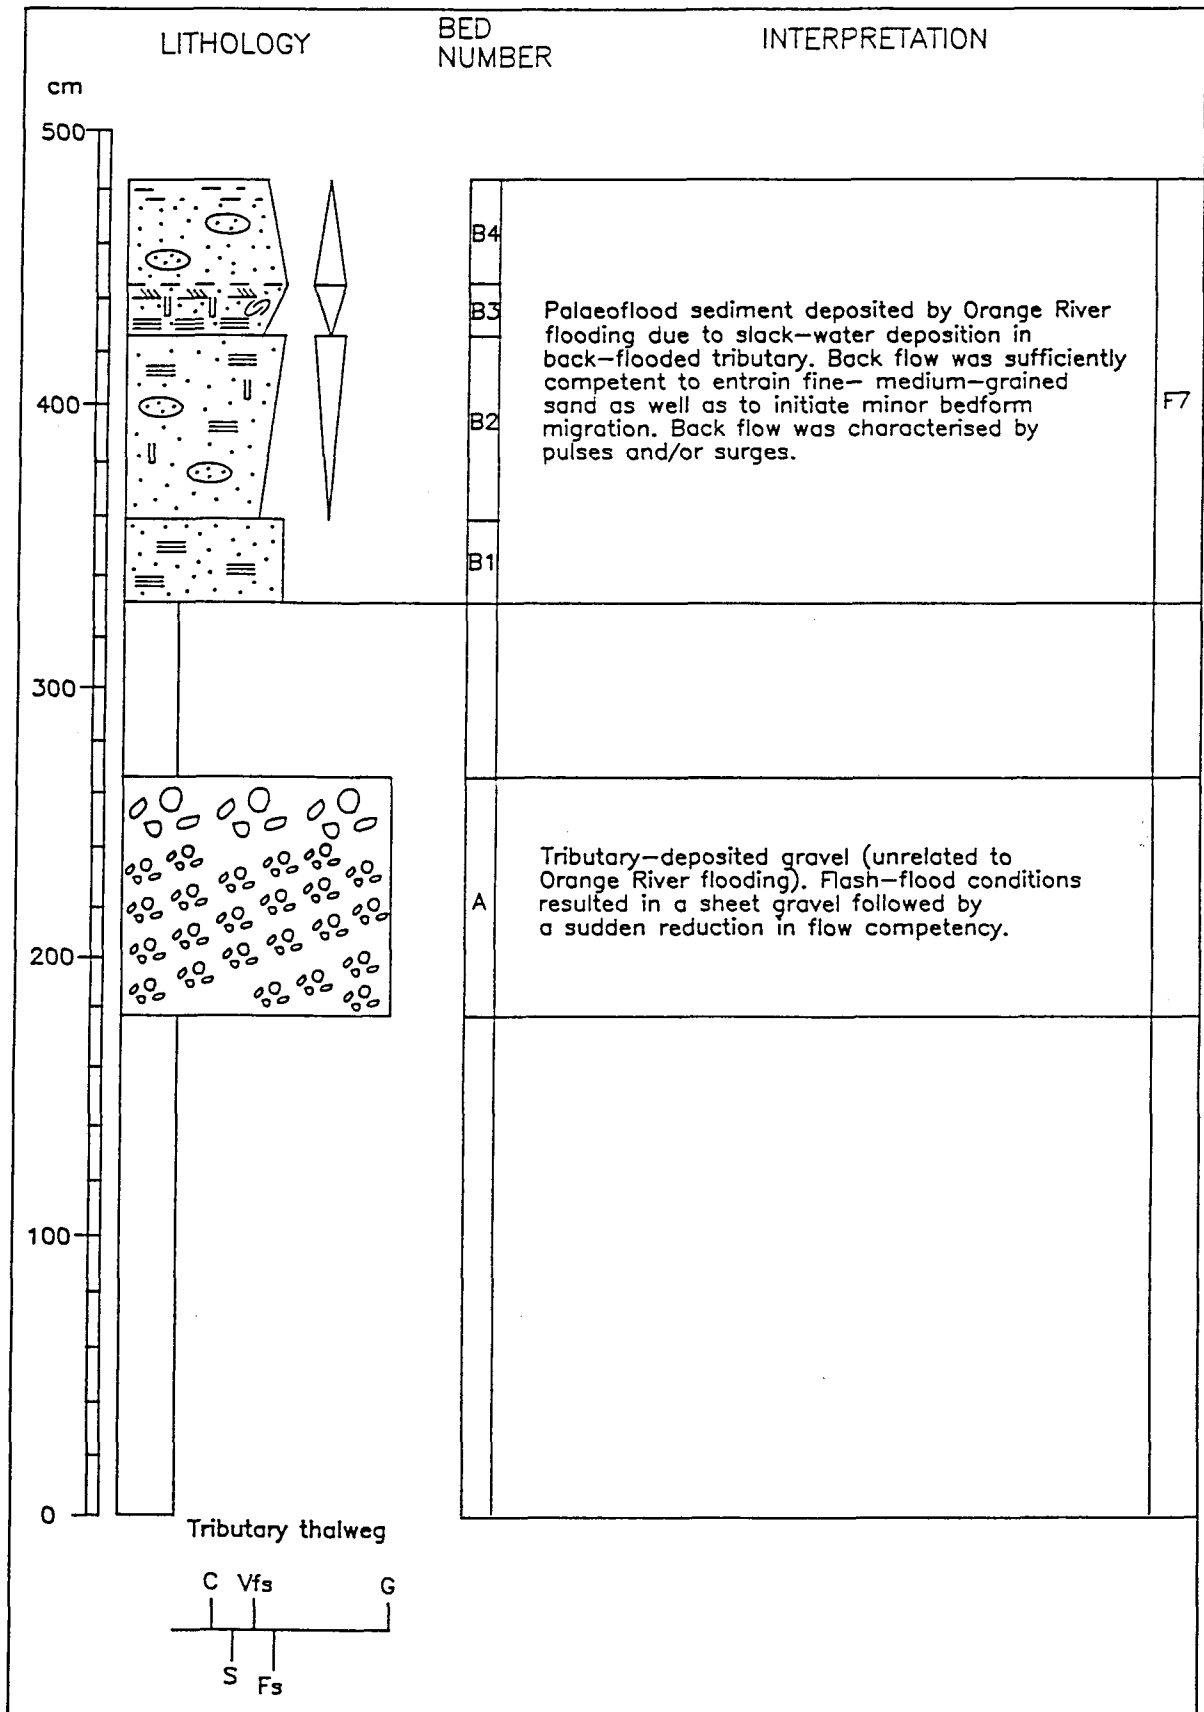 LITHOLOGY
BED
NUMBER
INTERPRETATION
cm
500
400
300
200
100
0
B4
B3
B2
B1
A
Palaeoflood sediment deposited by Orange River
flooding due to slack-water deposition in
back-flooded tributary. Back flow was sufficiently
competent to entrain fine- medium-grained
sand as well as to initiate minor bedform
migration. Back flow was characterised by
pulses and/or surges.
F7
Tributary-deposited gravel (unrelated to
Orange River flooding). Flash-flood conditions
resulted in a sheet gravel followed by
a sudden reduction in flow competency.
Tributary thalweg
C Vfs G
S Fs